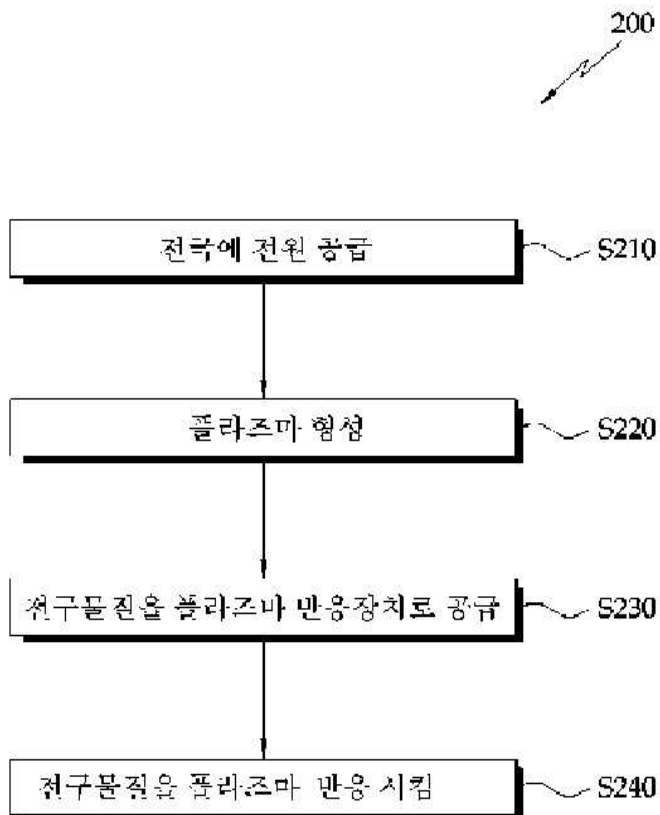 200
전극에 전원 공급
S210
플라즈마 형성
S220
전구물질을 플라즈마 반응장치로 공급
S230
전구물질을 플라즈마 반응 시킴
S240